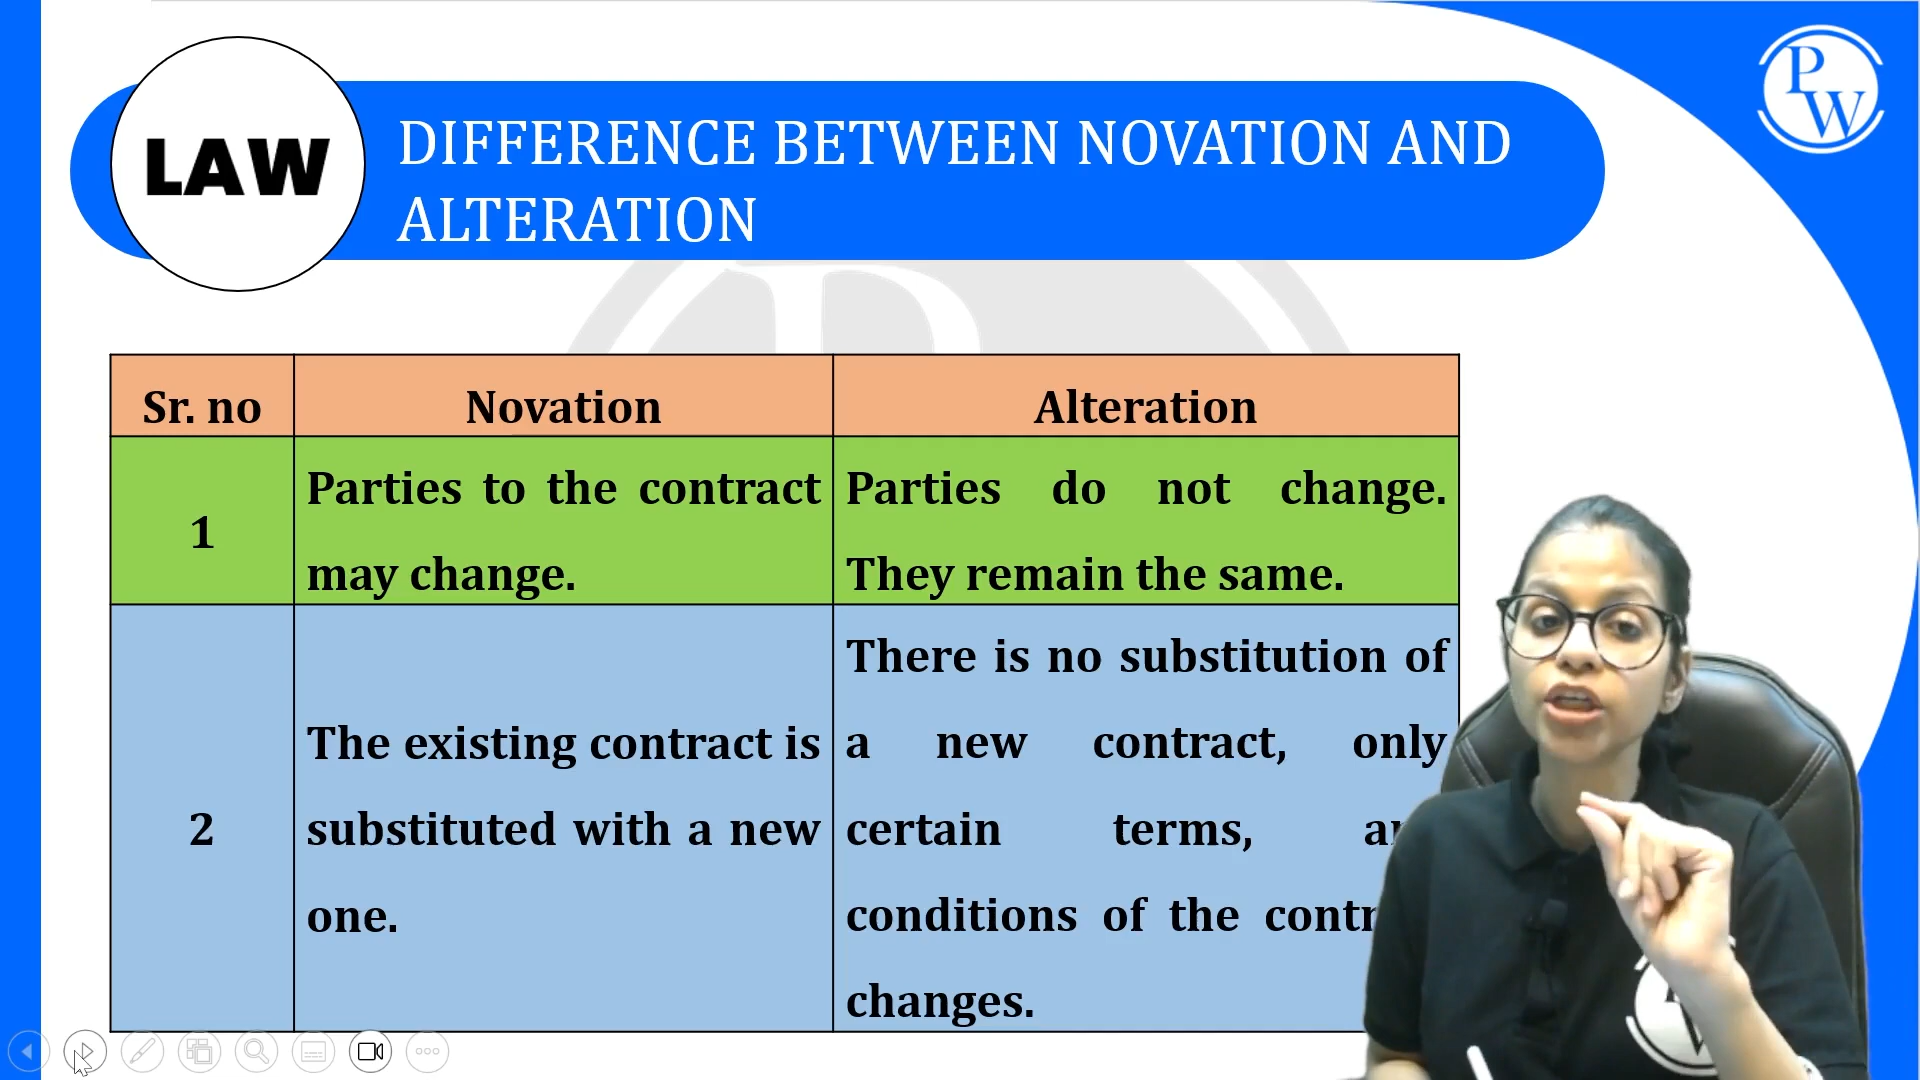 LAW
DIFFERENCE BETWEEN NOVATION AND
ALTERATION
PW
Sr. no
Novation
Alteration
1
Parties to the contract
may change.
Parties do not change.
They remain the same.
2
The existing contract is
substituted with a new
one.
There is no substitution of
a new contract, only
certain terms,
conditions of the
changes.